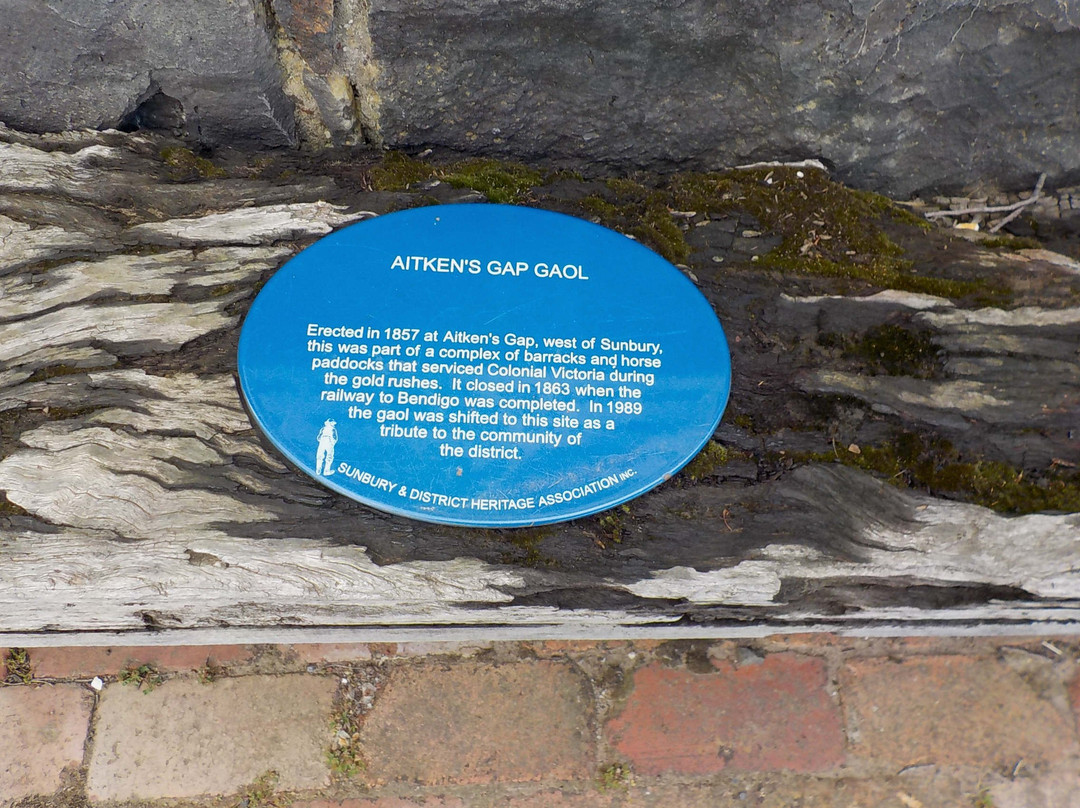 AITKEN'S GAP GAOL
Erected in 1857 at Aitken's Gap, west of Sunbury,
this was part of a complex of barracks and horse
paddocks that serviced Colonial Victoria during
the gold rushes. It closed in 1863 when the
railway to Bendigo was completed. In 1989
the gaol was shifted to this site as a
tribute to the community of
the district.
SUNBURY & DISTRICT HERITAGE ASSOCIATION INC.